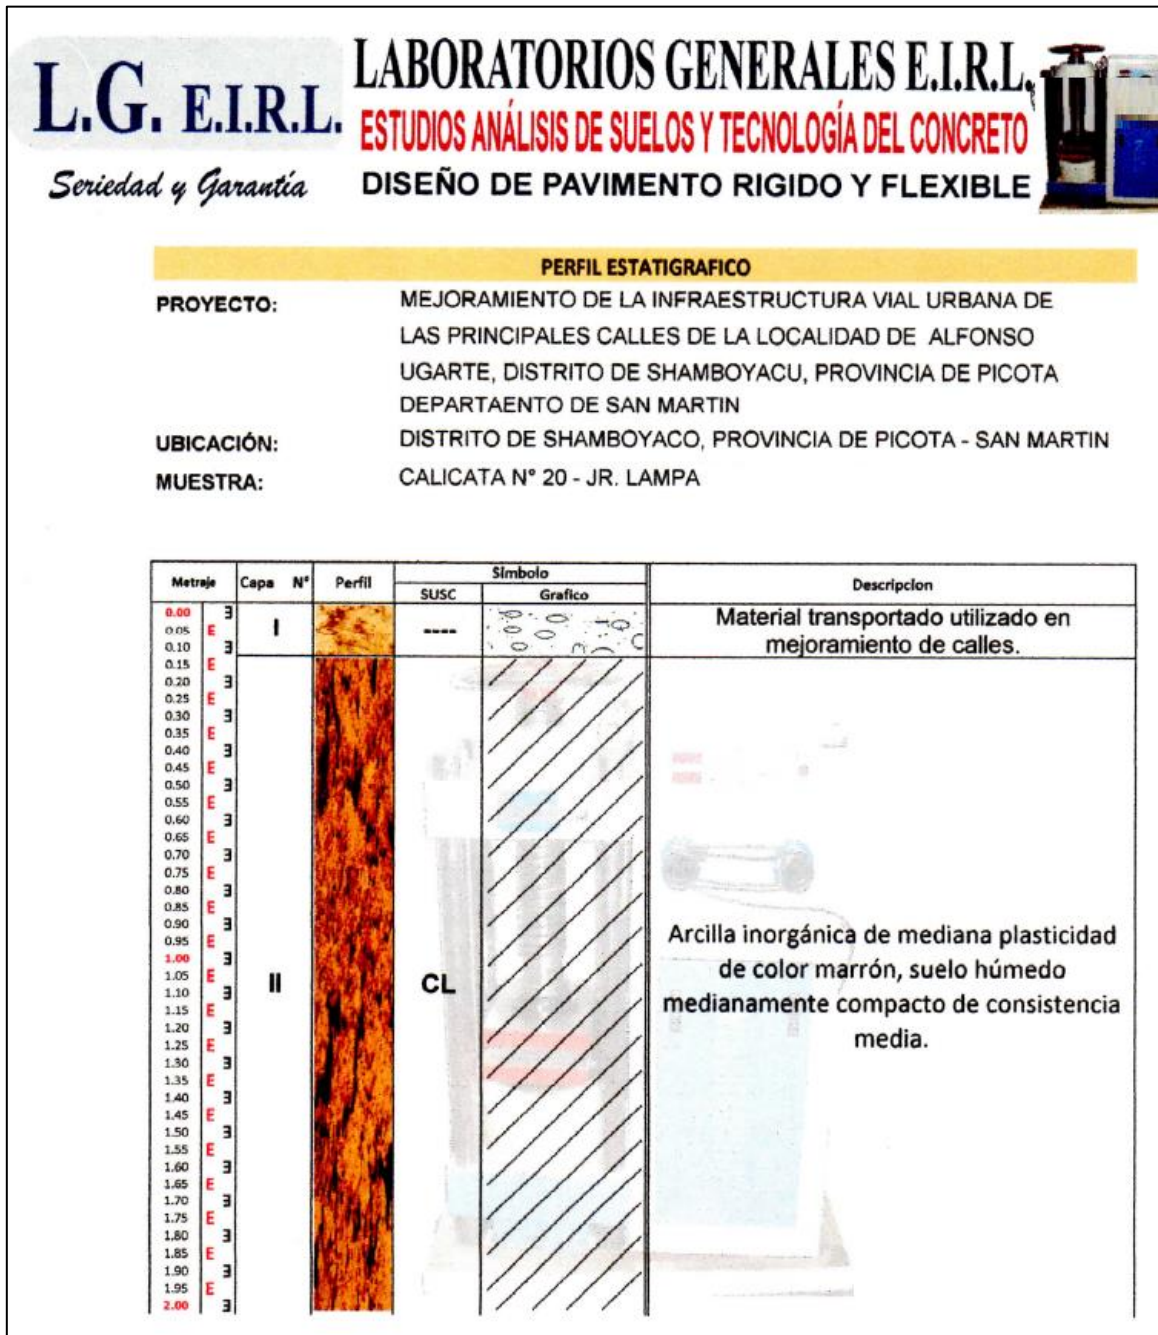 L.G. E.I.R.L.
Seriedad y Garantía
LABORATORIOS GENERALES E.I.R.L.
ESTUDIOS ANÁLISIS DE SUELOS Y TECNOLOGÍA DEL CONCRETO
DISEÑO DE PAVIMENTO RIGIDO Y FLEXIBLE
PERFIL ESTATIGRAFICO
PROYECTO: MEJORAMIENTO DE LA INFRAESTRUCTURA VIAL URBANA DE
LAS PRINCIPALES CALLES DE LA LOCALIDAD DE ALFONSO
UGARTE, DISTRITO DE SHAMBOYACU, PROVINCIA DE PICOTA
DEPARTAENTO DE SAN MARTIN
UBICACIÓN: DISTRITO DE SHAMBOYACO, PROVINCIA DE PICOTA - SAN MARTIN
MUESTRA: CALICATA N° 20 - JR. LAMPA
Metraje Capa N° Perfil Simbolo Descripcion
SUSC Grafico
0.00
0.05
0.10
I
----
Material transportado utilizado en
mejoramiento de calles.
0.15
0.20
0.25
0.30
0.35
0.40
0.45
0.50
0.55
0.60
0.65
0.70
0.75
0.80
0.85
0.90
0.95
1.00
1.05
1.10
1.15
1.20
1.25
1.30
1.35
1.40
1.45
1.50
1.55
1.60
1.65
1.70
1.75
1.80
1.85
1.90
1.95
2.00
II
CL
Arcilla inorgánica de mediana plasticidad
de color marrón, suelo húmedo
medianamente compacto de consistencia
media.